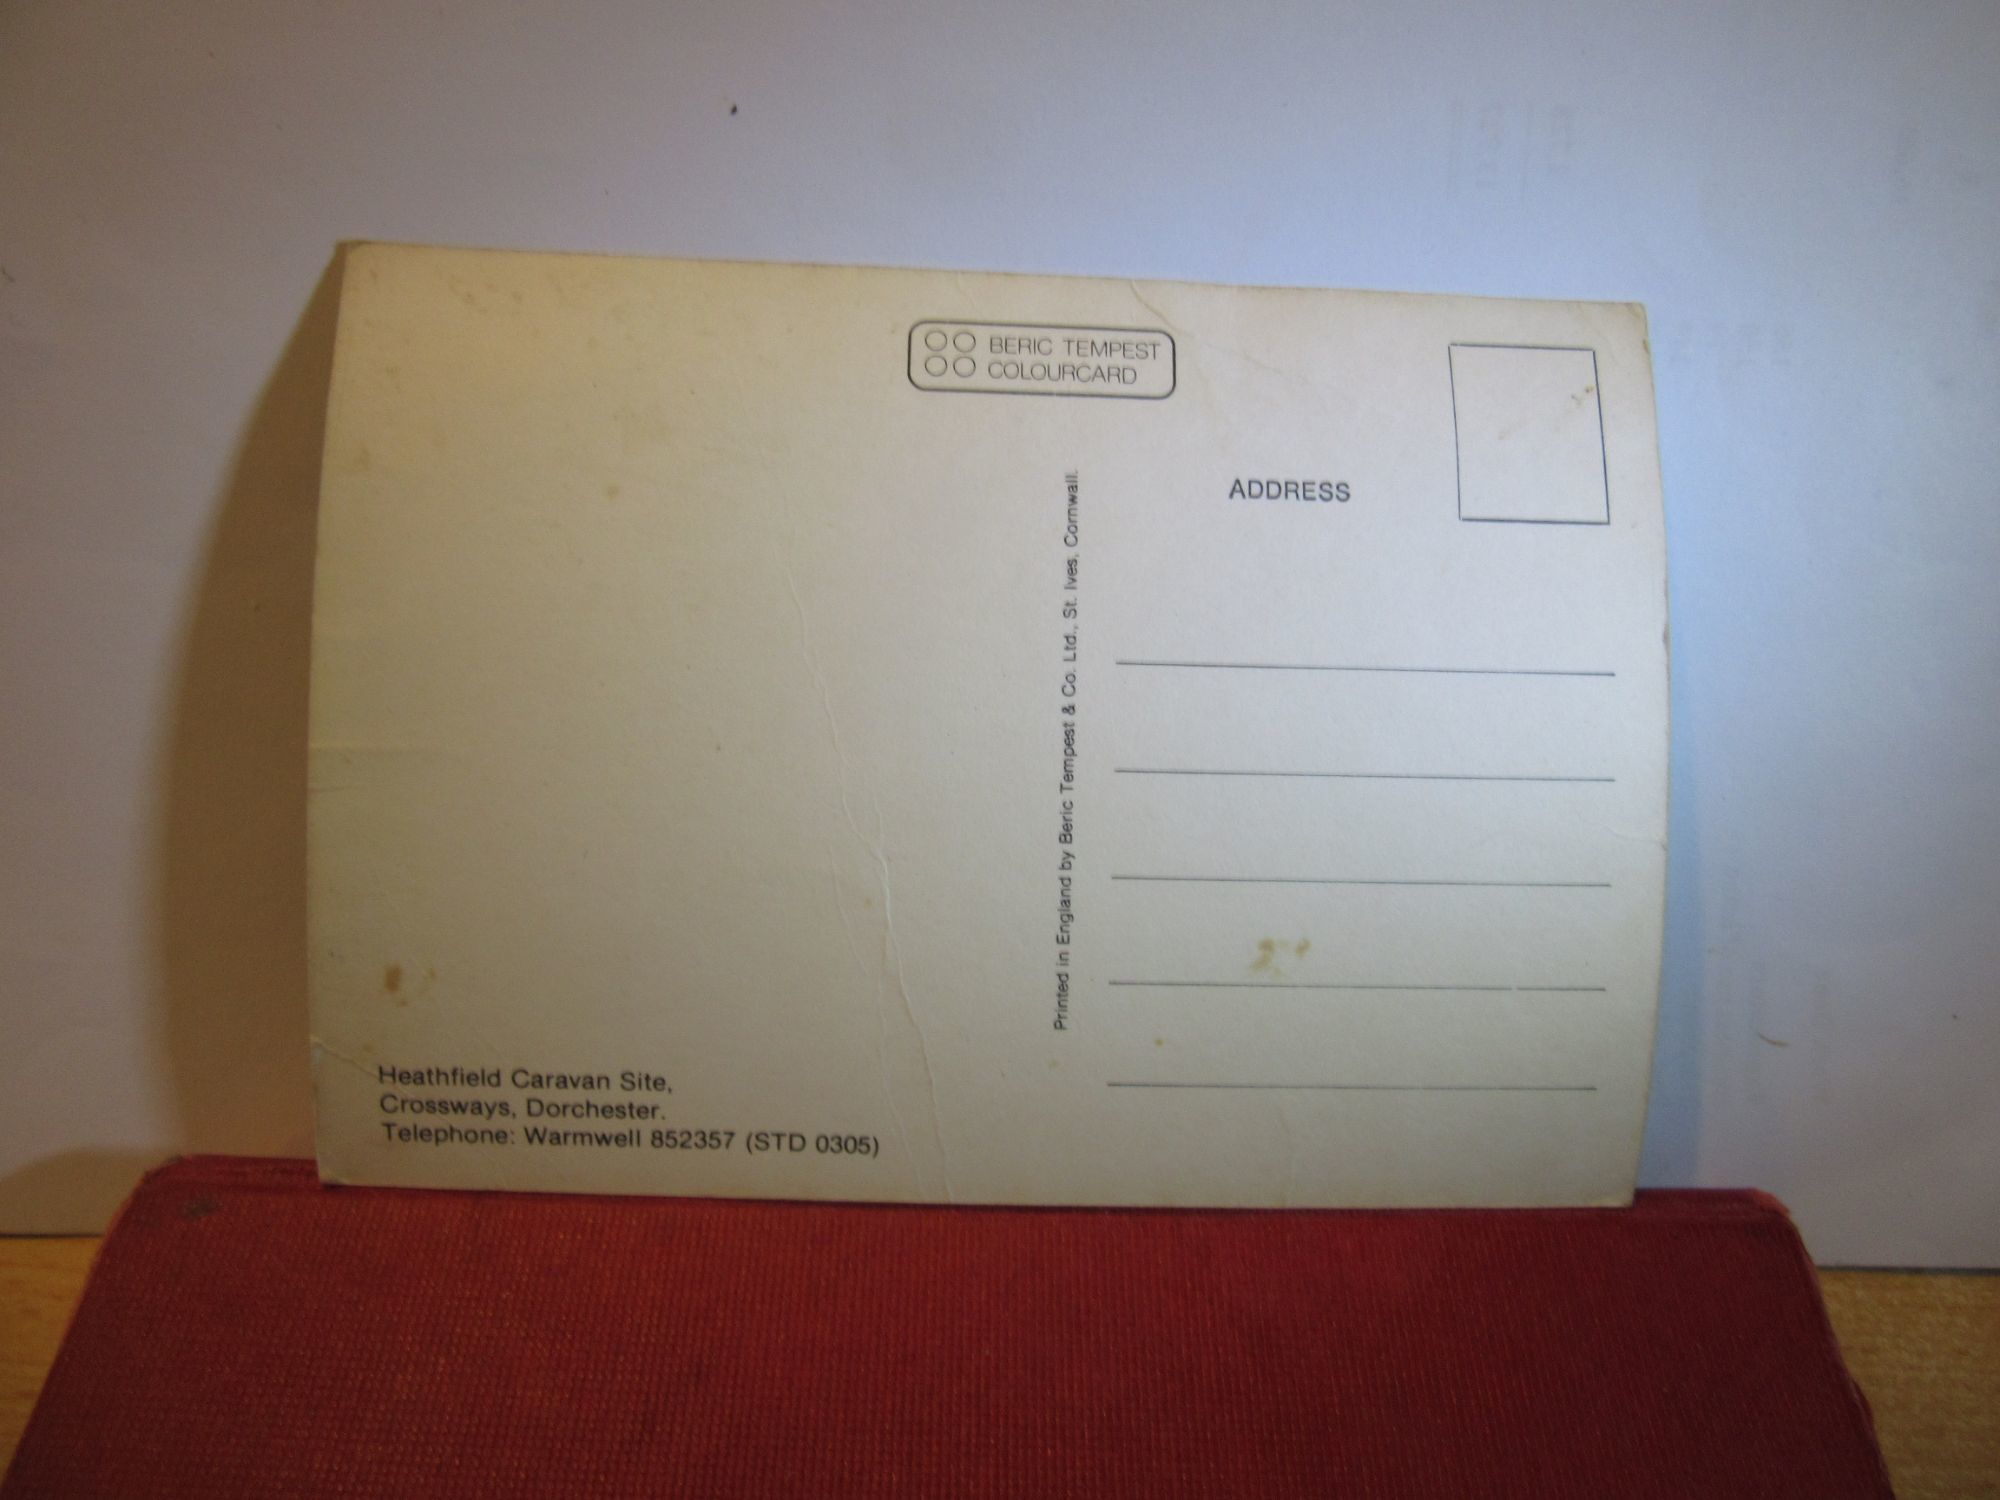 BERIC TEMPEST
COLOURCARD
ADDRESS
Printed in England by Beric Tempest & Co. Ltd., St. Ives, Cornwall.
Heathfield Caravan Site,
Crossways, Dorchester.
Telephone: Warmwell 852357 (STD 0305)